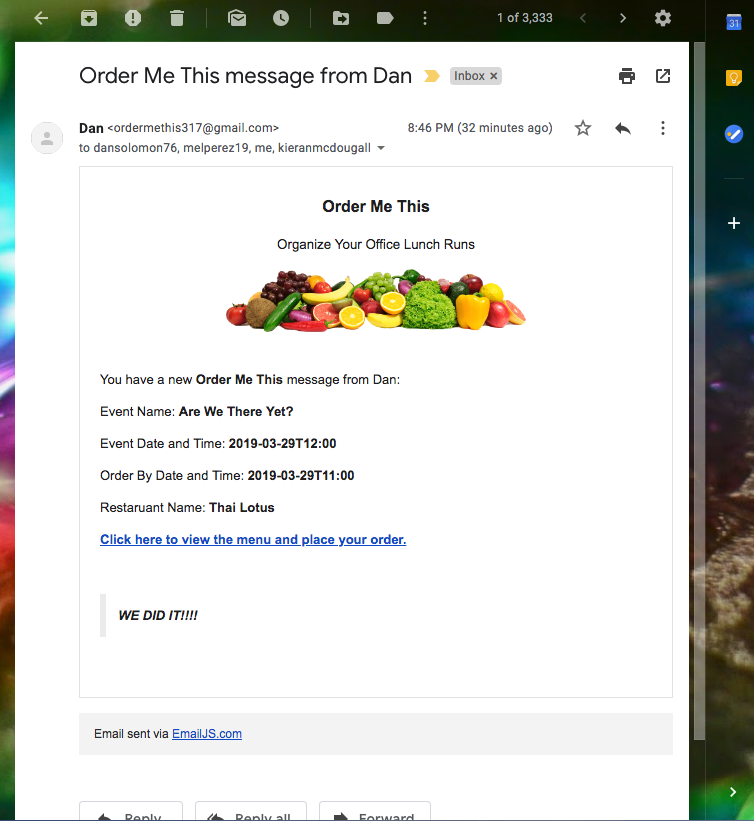 1 of 3,333
31
Order Me This message from Dan
Inbox ×
Dan <ordermethis317@gmail.com>
8:46 PM (32 minutes ago)
to dansolomon76, melperez19, me, kieranmcdougall
Order Me This
Organize Your Office Lunch Runs
You have a new Order Me This message from Dan:
Event Name: Are We There Yet?
Event Date and Time: 2019-03-29T12:00
Order By Date and Time: 2019-03-29T11:00
Restaruant Name: Thai Lotus
Click here to view the menu and place your order.
WE DID IT!!!!
Email sent via EmailJS.com
Reply
Reply all
Forward